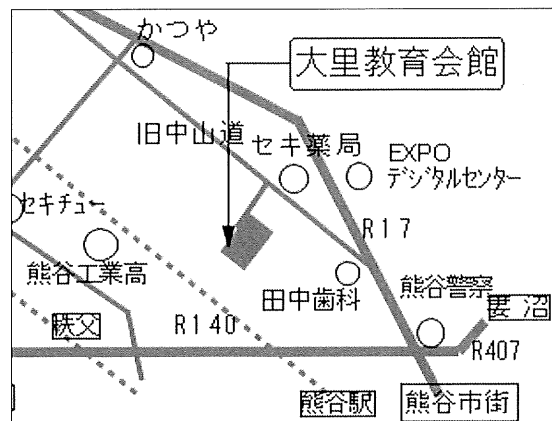 かつや
大里教育会館
旧中山道
セキ薬局
EXPO
デジタルセンター
セキチュー
R17
熊谷工業高
田中歯科
熊谷警察
妻沼
秩父
R140
R407
熊谷駅
熊谷市街